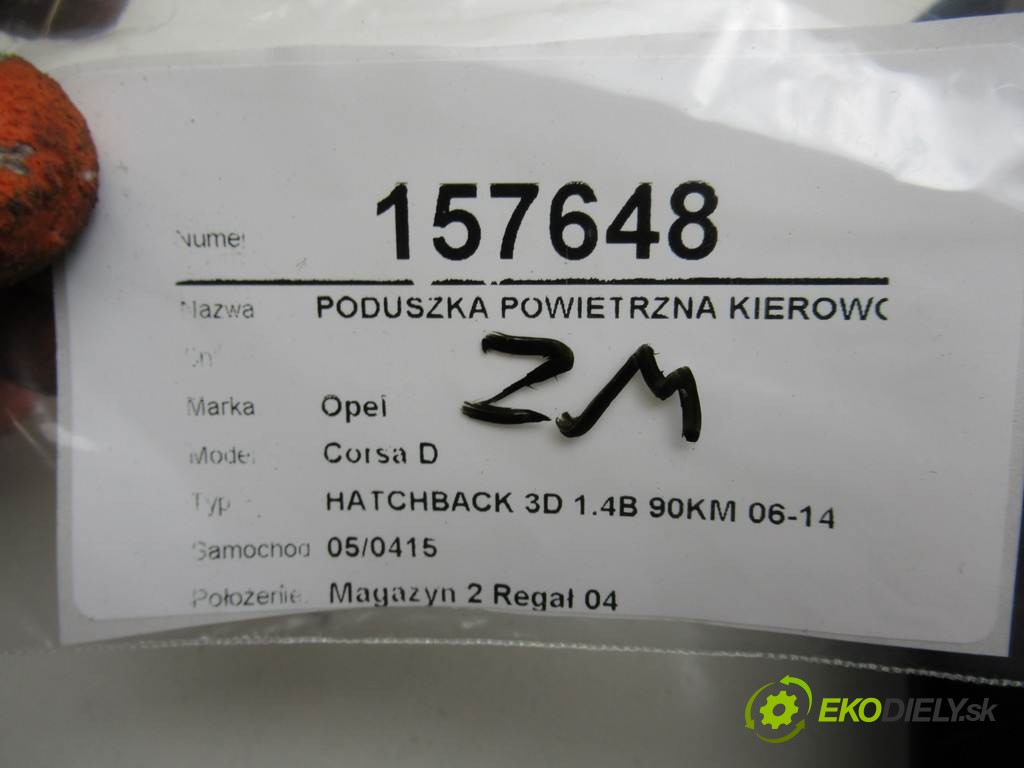 Numer 157648
Nazwa PODUSZKA POWIETRZNA KIEROWC
ZM
Marka Opel
Model Corsa D
Typ HATCHBACK 3D 1.4B 90KM 06-14
Samochod 05/0415
Położenie Magazyn 2 Regał 04
EKODIELY.sk